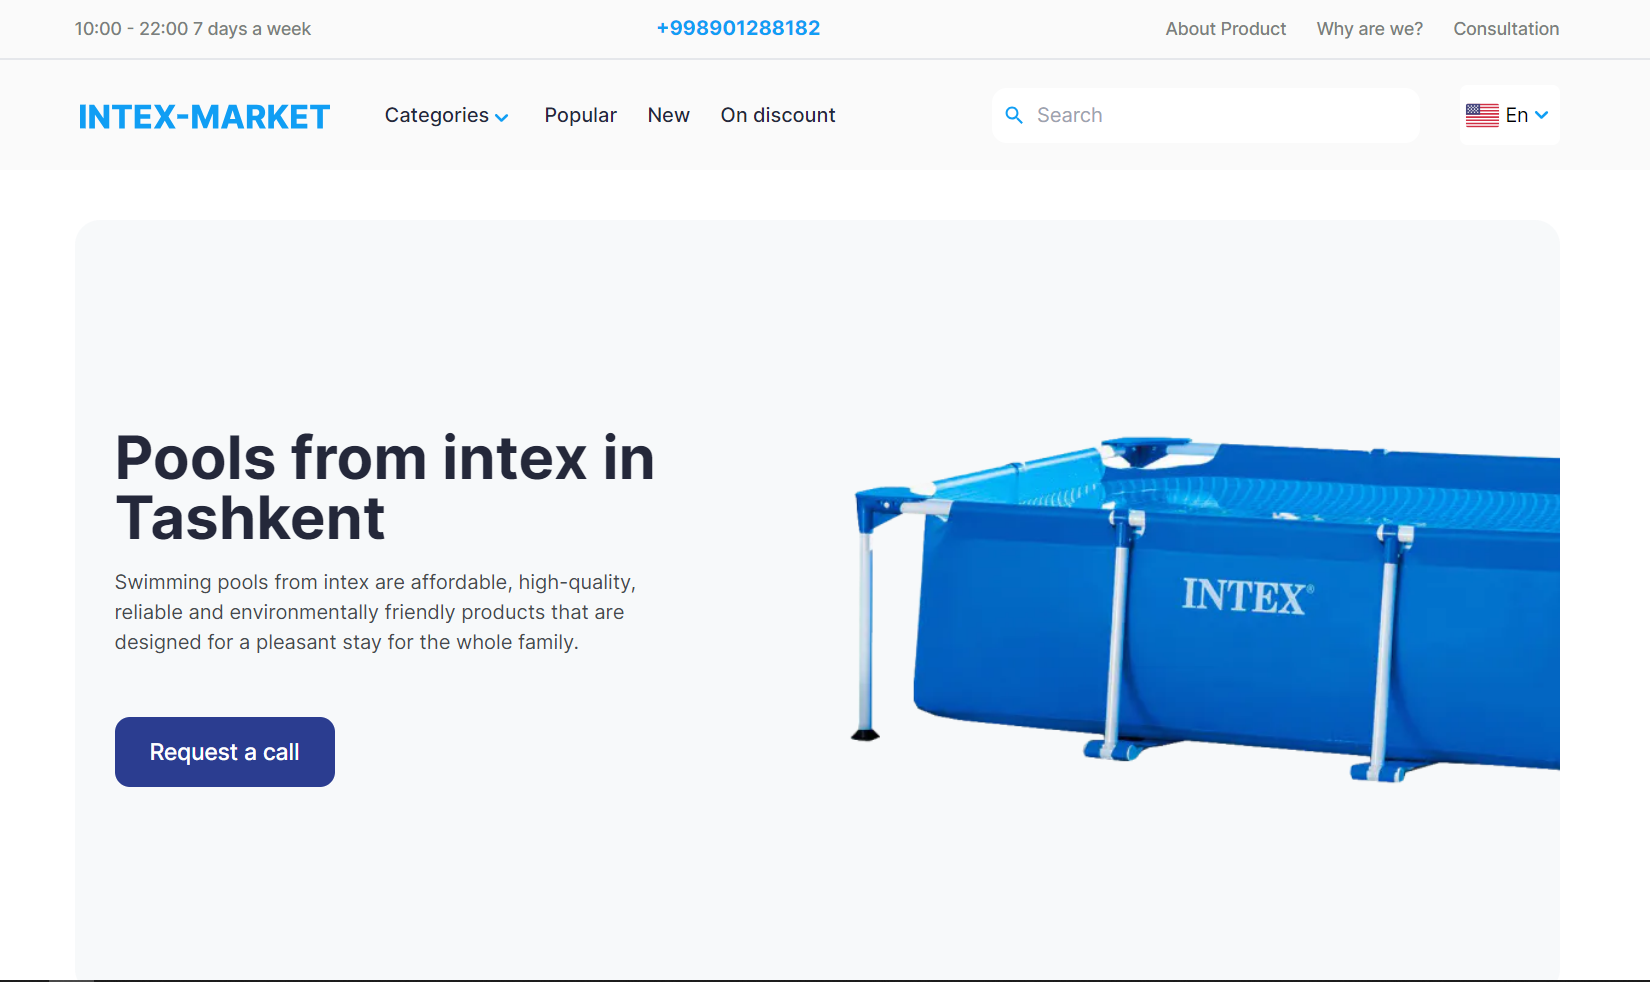 10:00 - 22:00 7 days a week
+998901288182
About Product
Why are we?
Consultation
INTEX-MARKET
Categories
Popular
New
On discount
Search
En
Pools from intex in
Tashkent
Swimming pools from intex are affordable, high-quality,
reliable and environmentally friendly products that are
designed for a pleasant stay for the whole family.
Request a call
INTEX®